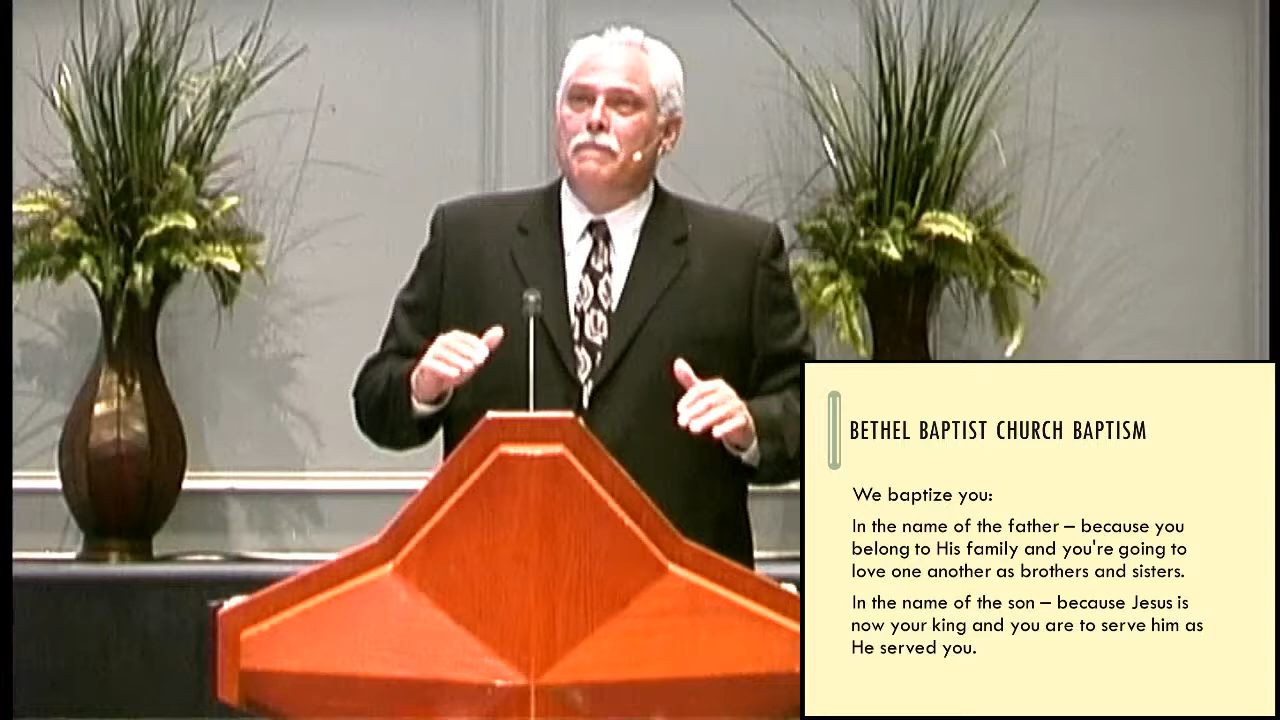 BETHEL BAPTIST CHURCH BAPTISM
We baptize you:
In the name of the father – because you
belong to His family and you're going to
love one another as brothers and sisters.
In the name of the son – because Jesus is
now your king and you are to serve him as
He served you.